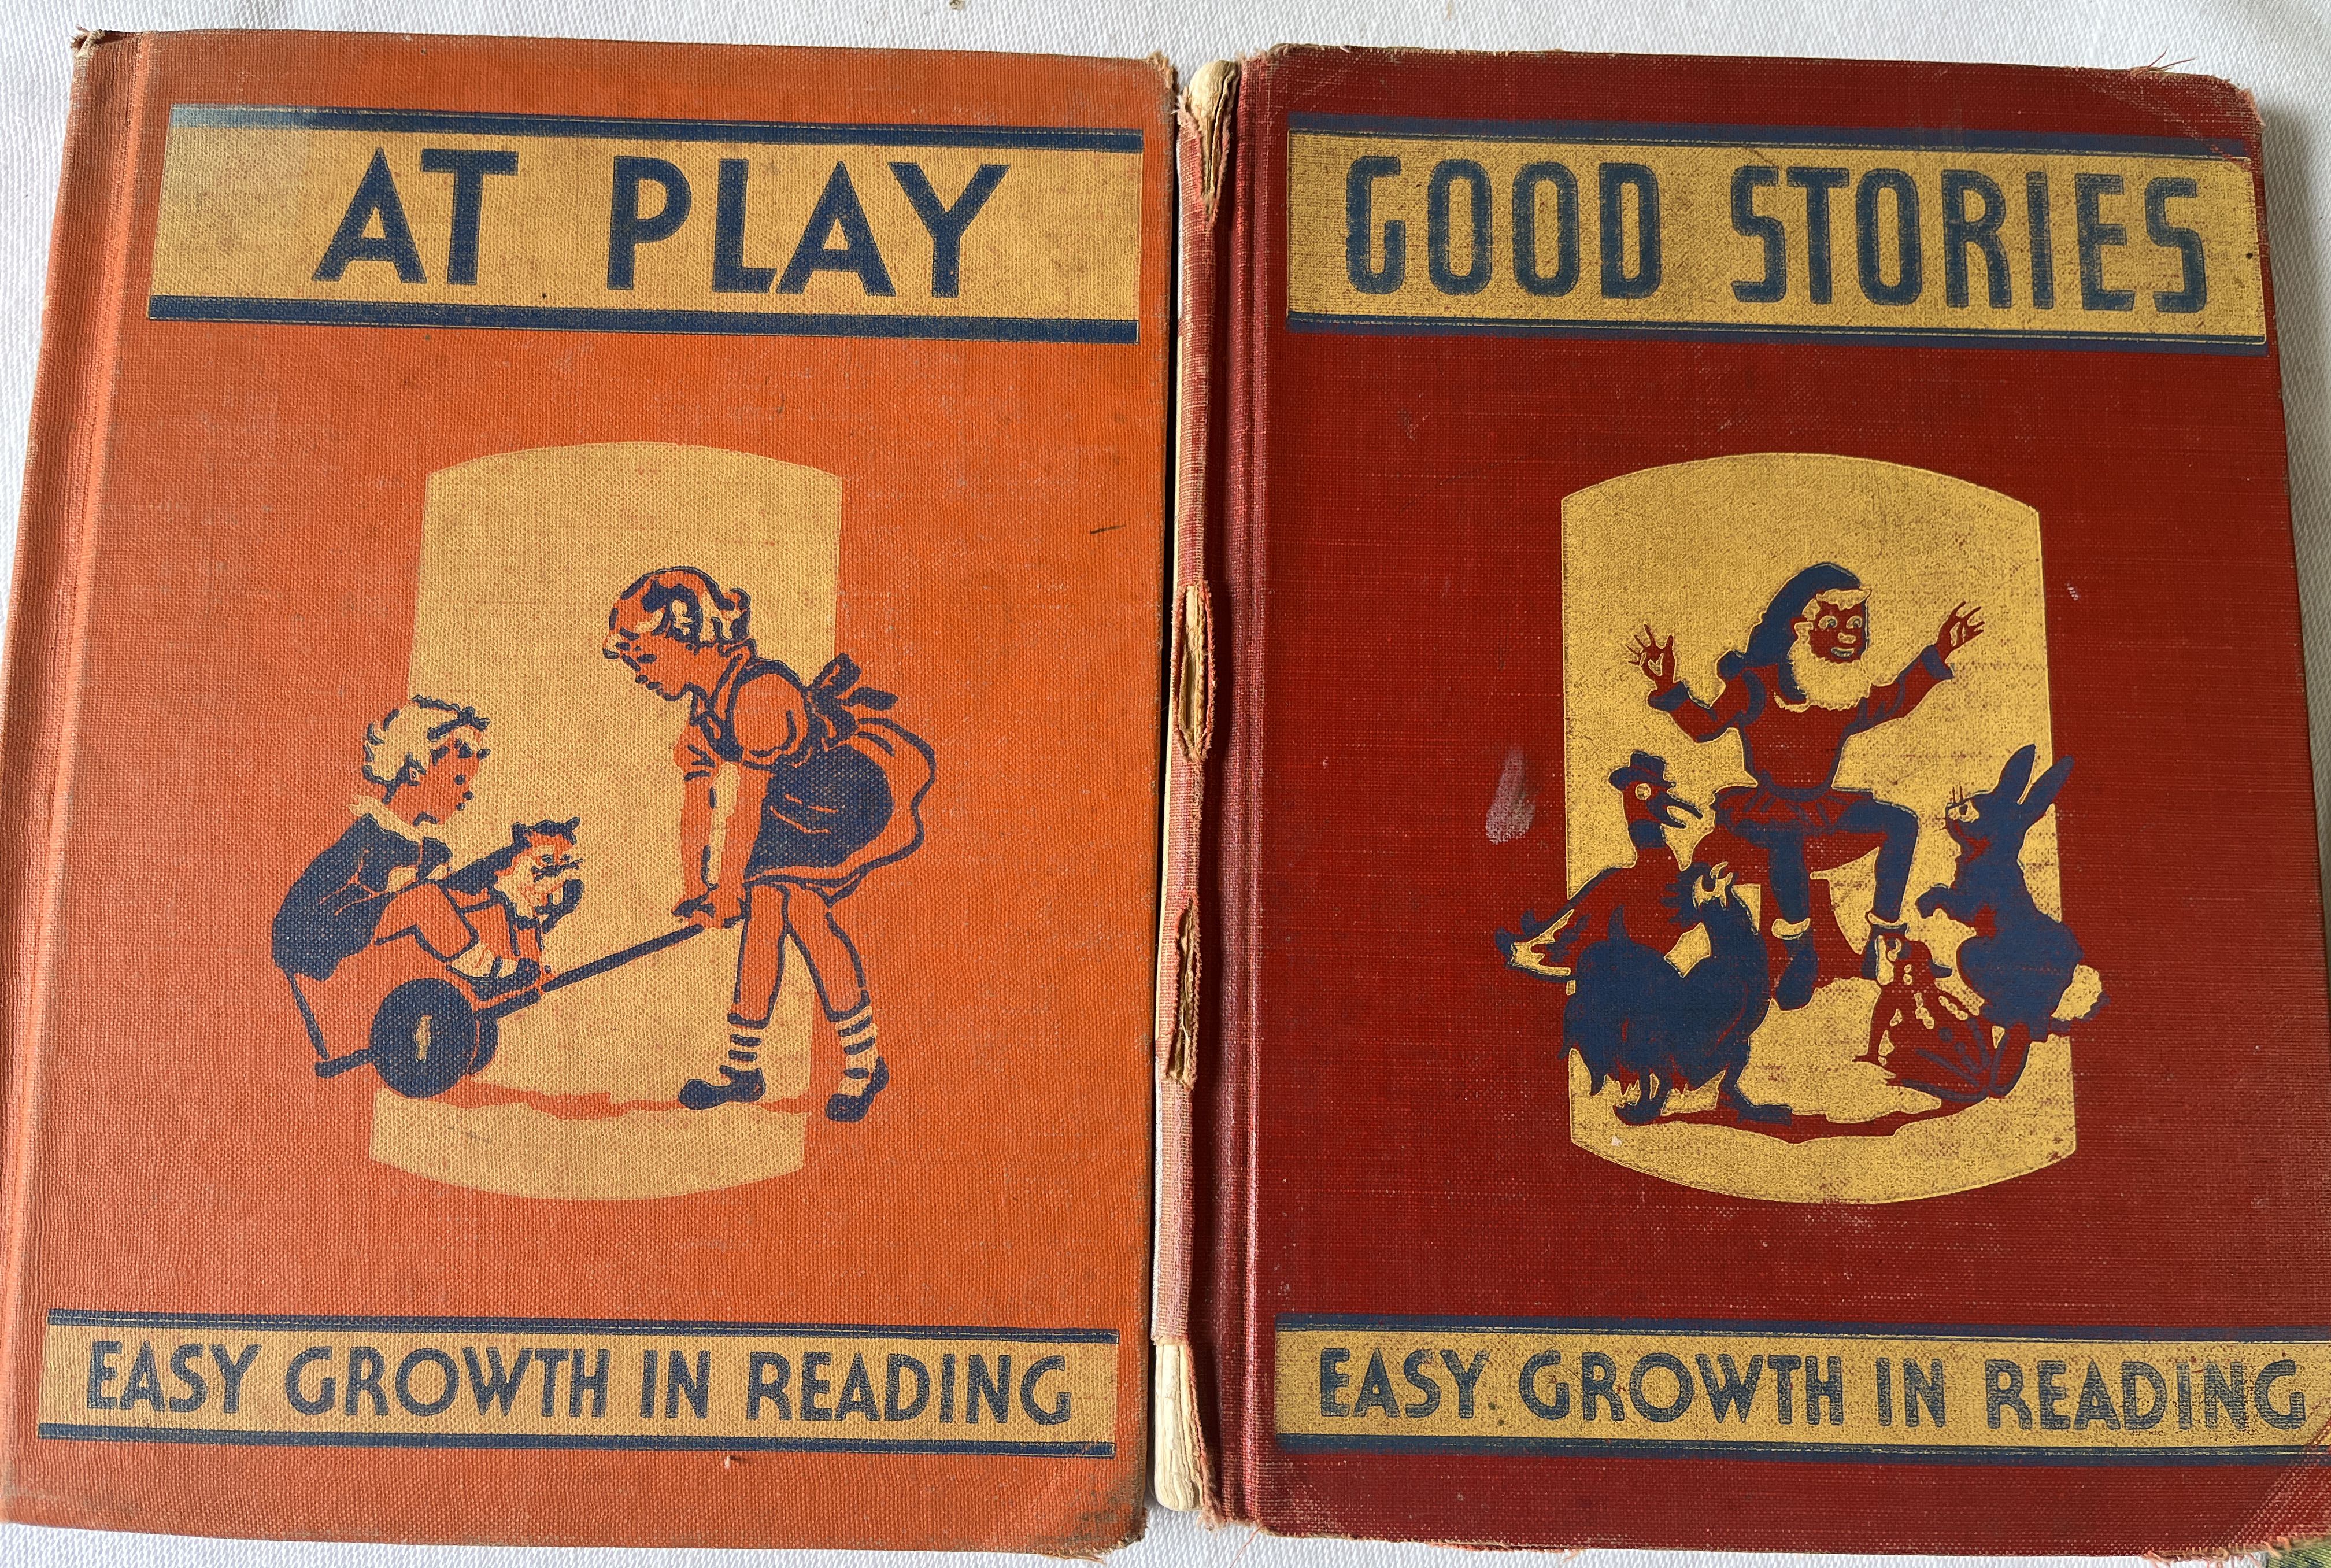 AT PLAY
EASY GROWTH IN READING
GOOD STORIES
EASY GROWTH IN READING